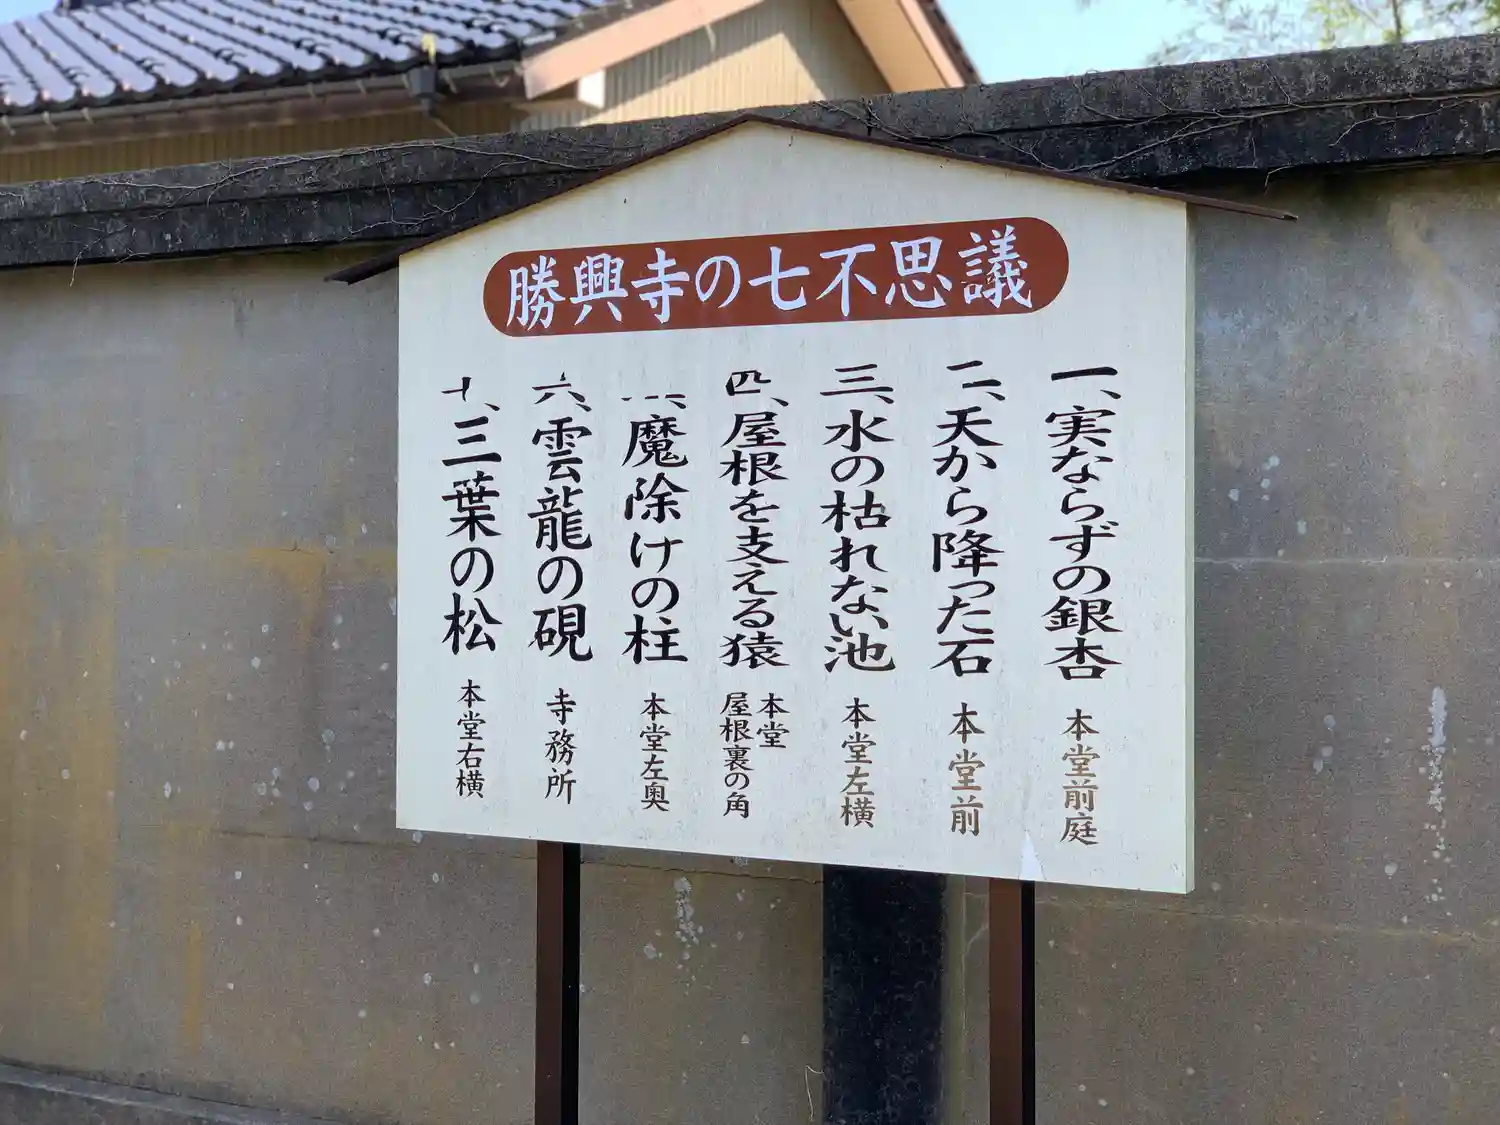 勝興寺の七不思議
一、実ならずの銀杏 本堂前庭
二、天から降った石 本堂前
三、水の枯れない池 本堂左横
四、屋根を支える猿 本堂
屋根裏の角
五、魔除けの柱 本堂左奥
六、雲龍の硯 寺務所
七、三葉の松 本堂右横